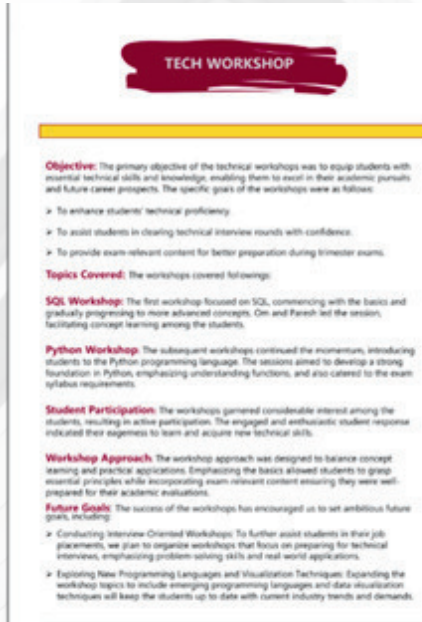 TECH WORKSHOP
Objective: The primary objective of the technical workshops was to equip students with
essential technical skills and knowledge, enabling them to excel in their academic pursuits
and future career prospects. The specific goals of the workshops were as follows:
➤ To enhance students' technical proficiency.
➤ To assist students in clearing technical interview rounds with confidence.
➤ To provide exam-relevant content for better preparation during trimester exams.
Topics Covered: The workshops covered followings:
SQL Workshop: The first workshop focused on SQL, commencing with the basics and
gradually progressing to more advanced concepts. Om and Paresh led the session,
facilitating concept learning among the students.
Python Workshop: The subsequent workshops continued the momentum, introducing
students to the Python programming language. The sessions aimed to develop a strong
foundation in Python, emphasizing understanding functions, and also catered to the exam
syllabus requirements.
Student Participation: The workshops garnered considerable interest among the
students, resulting in active participation. The engaged and enthusiastic student response
indicated their eagerness to learn and acquire new technical skills.
Workshop Approach: The workshop approach was designed to balance concept
learning and practical applications. Emphasizing the basics allowed students to grasp
essential principles while incorporating exam relevant content ensuring they were well-
prepared for their academic evaluations.
Future Goals: The success of the workshops has encouraged us to set ambitious future
goals, including:
➤ Conducting Interview Oriented Workshops: To further assist students in their job
placements, we plan to organize workshops that focus on preparing for technical
interviews, emphasizing problem-solving skills and real-world applications.
➤ Exploring New Programming Languages and Visualization Techniques: Expanding the
workshop topics to include emerging programming languages and data visualization
techniques will keep the students up to date with current industry trends and demands.